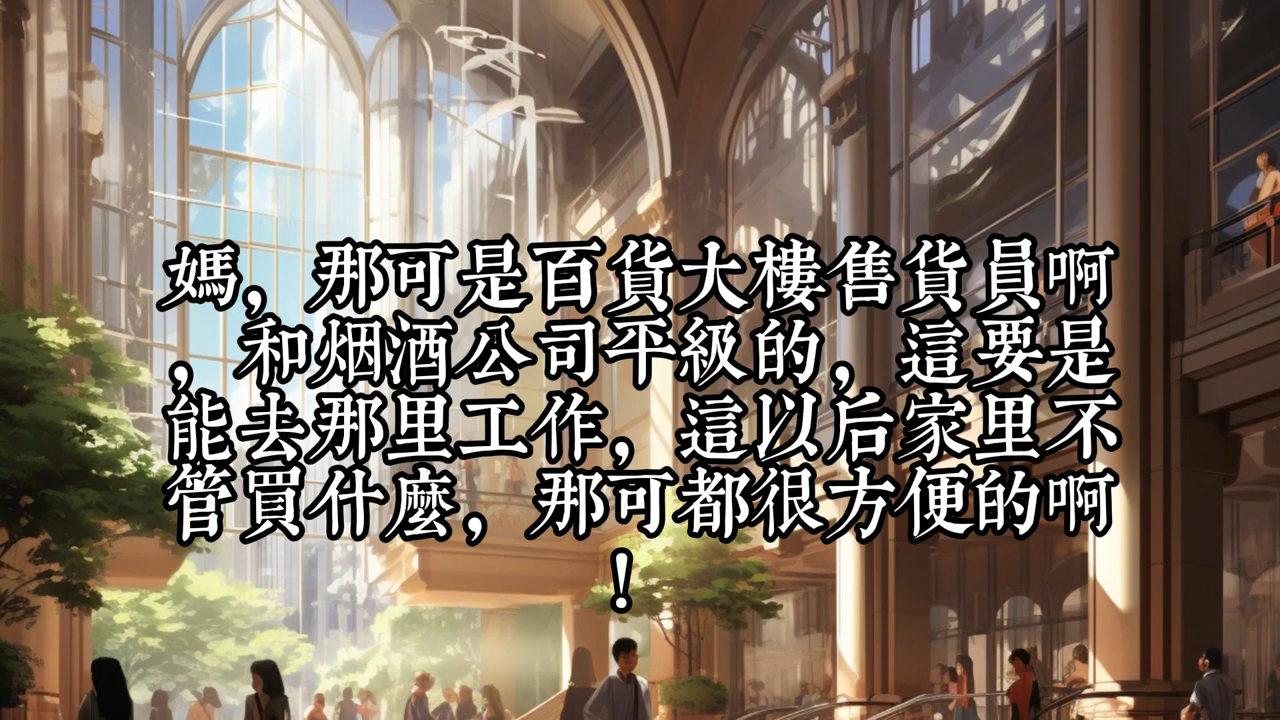 媽，那可是百貨大樓售貨員啊
，和烟酒公司平級的，這要是
能去那里工作，這以后家里不
管買什麼，那可都很方便的啊
！